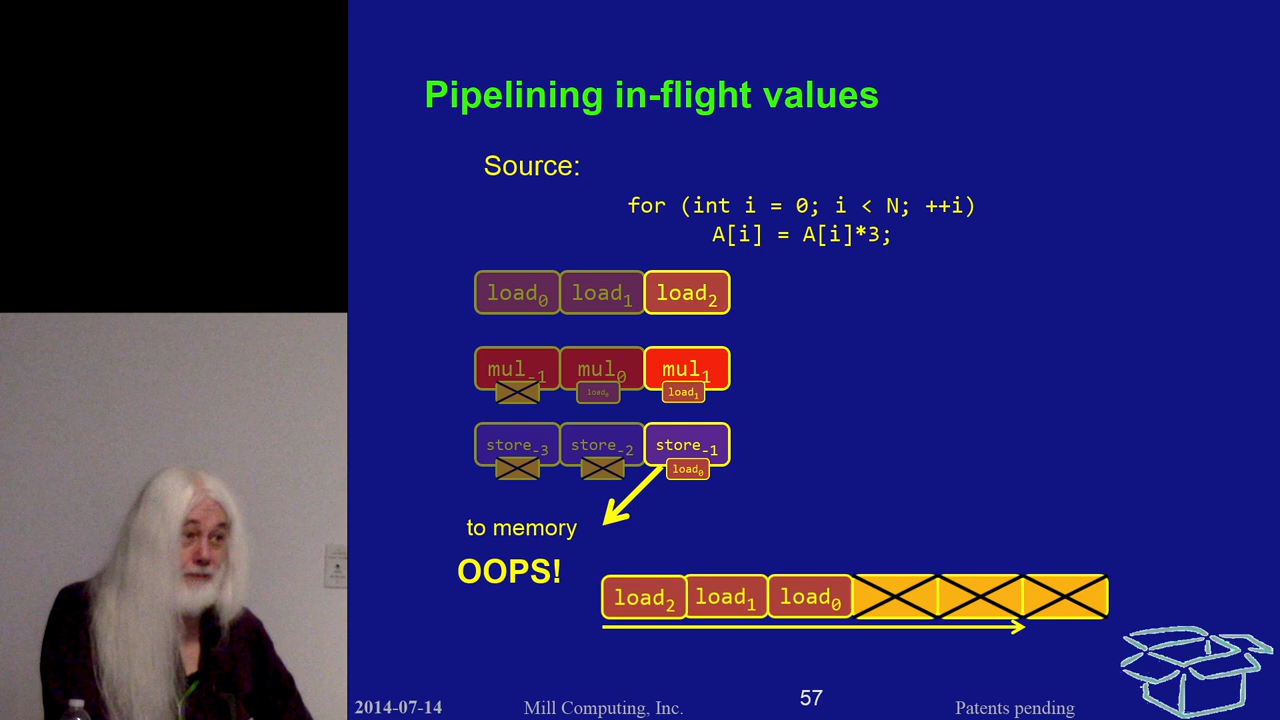 Pipelining in-flight values
Source:
for (int i = 0; i < N; ++i)
A[i] = A[i]*3;
load0 load1 load2
mul-1 mul0 mul1
load0 load1
store-3 store-2 store-1
load0
to memory
OOPS!
load2 load1 load0
2014-07-14 Mill Computing, Inc. 57 Patents pending